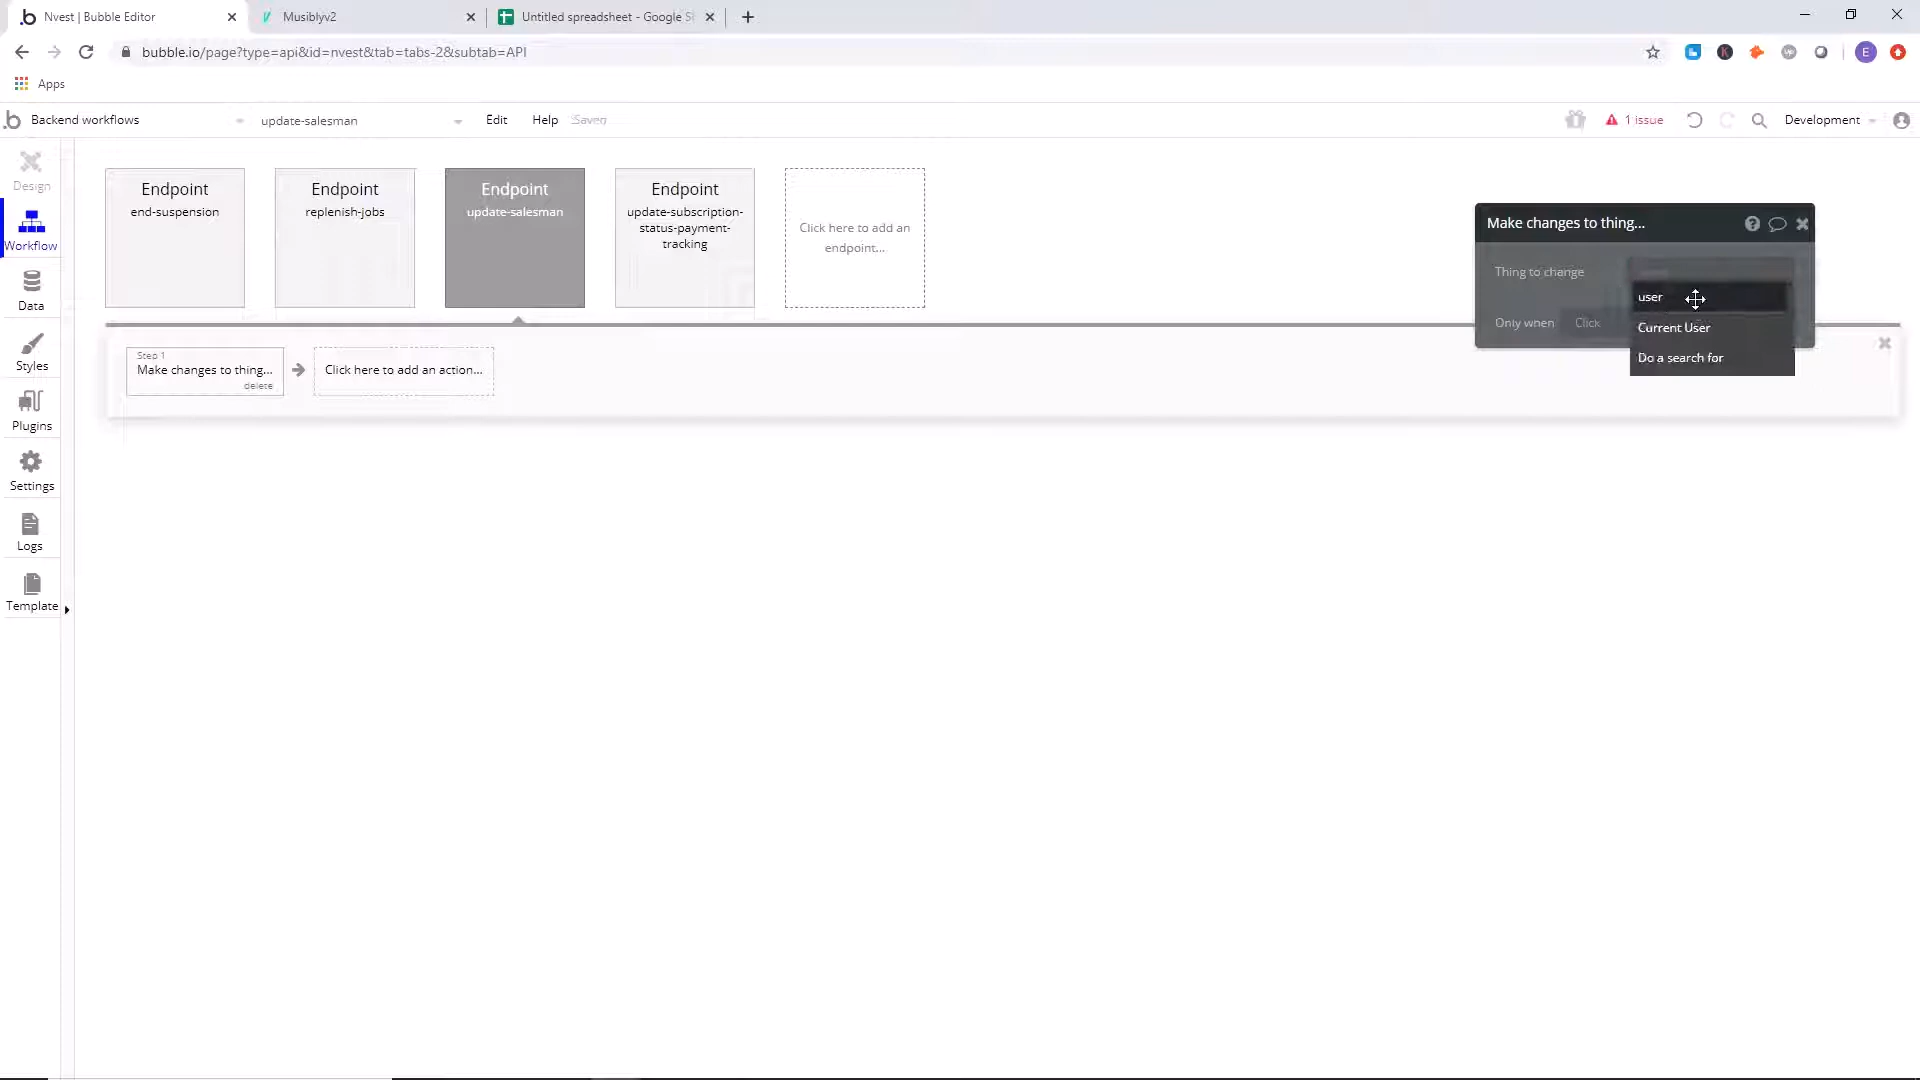 Nvest | Bubble Editor
Musiblyv2
Untitled spreadsheet - Google S
bubble.io/page?type=api&id=nvest&tab=tabs-2&subtab=API
E
Apps
Backend workflows
update-salesman
Edit
Help
Saved
1 issue
Development
Design
Workflow
Data
Styles
Plugins
Settings
Logs
Template
Endpoint
end-suspension
Endpoint
replenish-jobs
Endpoint
update-salesman
Endpoint
update-subscription-
status-payment-
tracking
Click here to add an
endpoint...
Step 1
Make changes to thing...
delete
Click here to add an action...
Make changes to thing...
Thing to change
user
Current User
Do a search for
Only when
Click